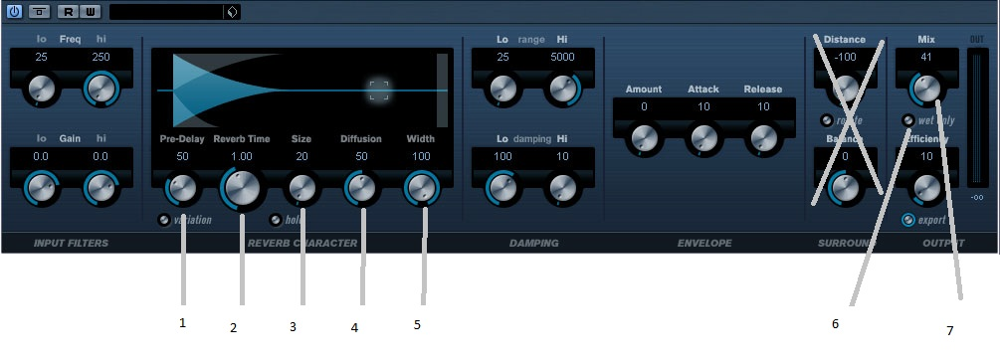 R W
lo Freq hi
25 250
lo Gain hi
0.0 0.0
INPUT FILTERS
Pre-Delay Reverb Time Size Diffusion Width
50 1.00 20 50 100
variation hold
REVERB CHARACTER
Lo range Hi
25 5000
Lo damping Hi
100 10
DAMPING
Amount Attack Release
0 10 10
ENVELOPE
Distance
-100
rotate
Balance
0
SURROUND
Mix
41
wet only
Efficiency
10
export
OUTPUT
OUT
-oo
1 2 3 4 5 6 7